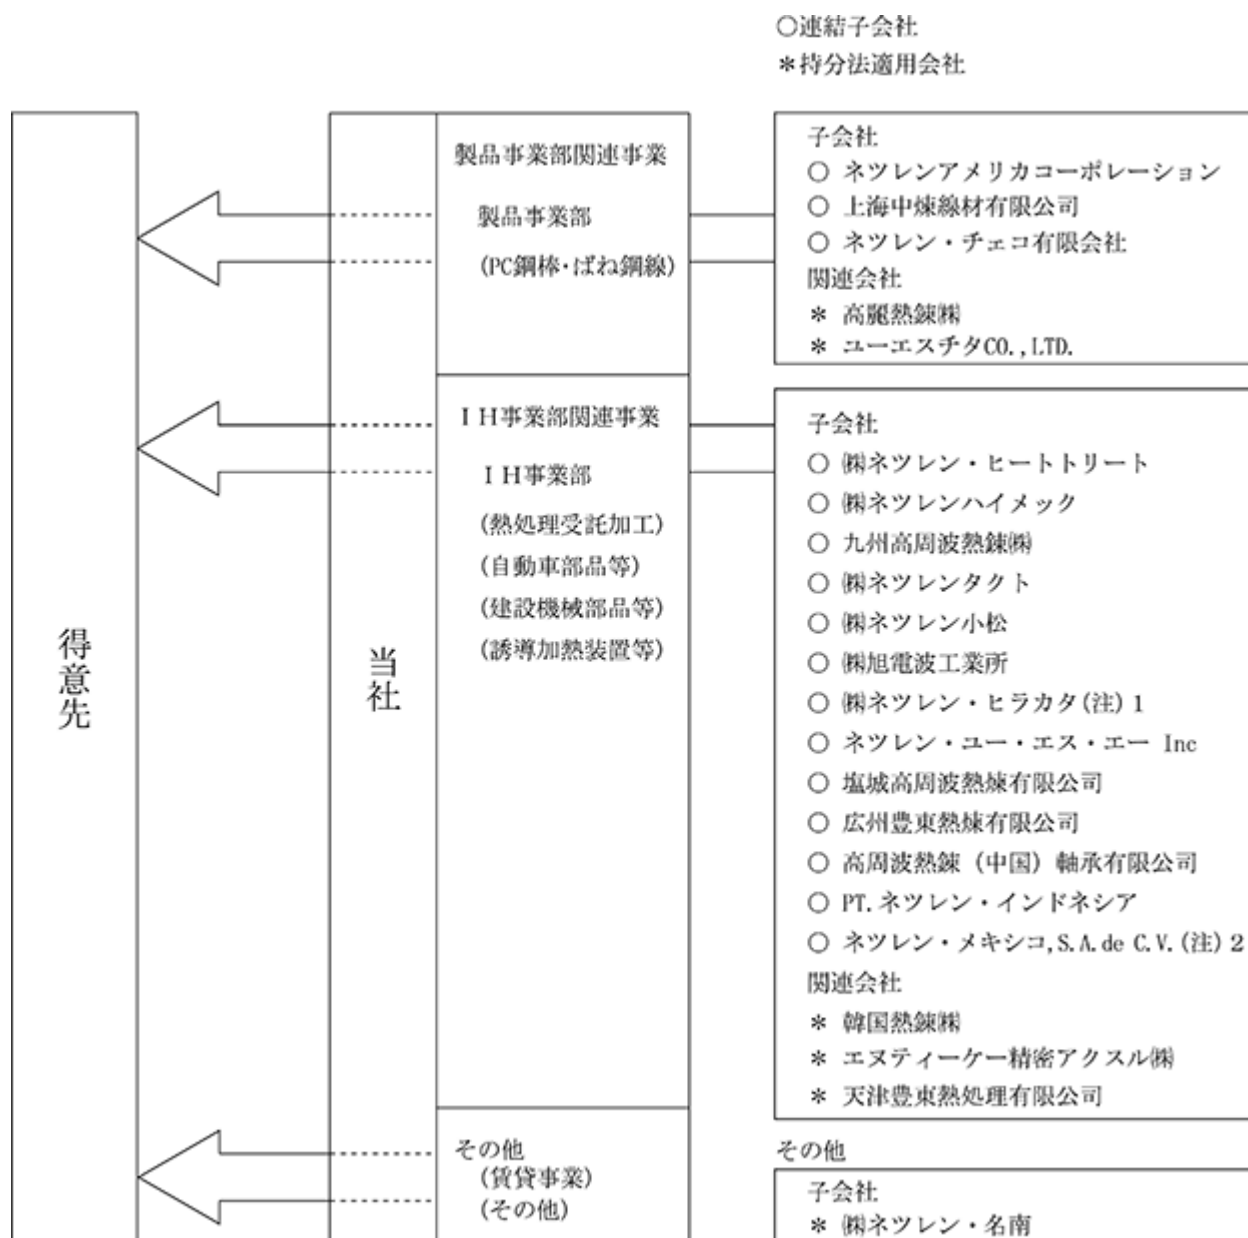 ○連結子会社
＊持分法適用会社
得意先
当社
製品事業部関連事業
製品事業部
(PC鋼棒・ばね鋼線)
子会社
○ ネツレンアメリカコーポレーション
○ 上海中煉線材有限公司
○ ネツレン・チェコ有限会社
関連会社
＊ 高麗熱錬㈱
＊ ユーエスチタCO.,LTD.
ＩＨ事業部関連事業
ＩＨ事業部
(熱処理受託加工)
(自動車部品等)
(建設機械部品等)
(誘導加熱装置等)
子会社
○ ㈱ネツレン・ヒートトリート
○ ㈱ネツレンハイメック
○ 九州高周波熱錬㈱
○ ㈱ネツレンタクト
○ ㈱ネツレン小松
○ ㈱旭電波工業所
○ ㈱ネツレン・ヒラカタ(注)1
○ ネツレン・ユー・エス・エー Inc
○ 塩城高周波熱煉有限公司
○ 広州豊東熱煉有限公司
○ 高周波熱錬（中国）軸承有限公司
○ PT.ネツレン・インドネシア
○ ネツレン・メキシコ,S.A.de C.V.(注)2
関連会社
＊ 韓国熱錬㈱
＊ エヌティーケー精密アクスル㈱
＊ 天津豊東熱処理有限公司
その他
(賃貸事業)
(その他)
その他
子会社
＊ ㈱ネツレン・名南